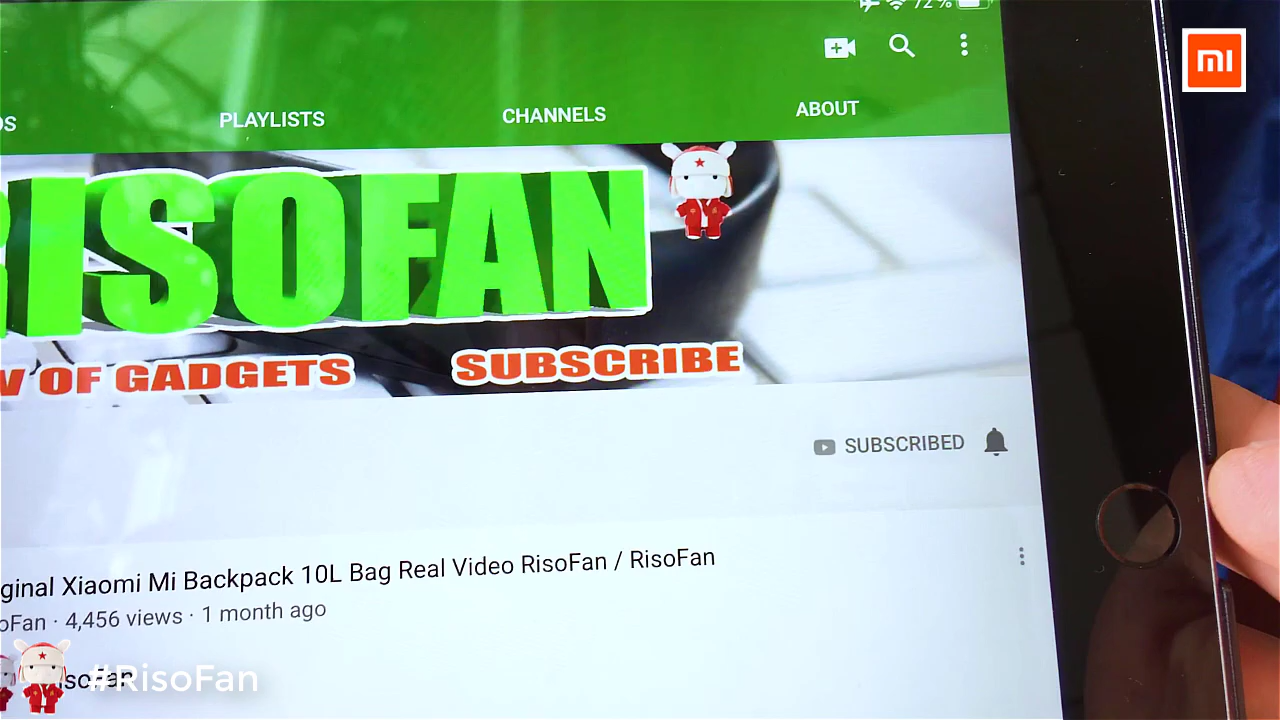 72%
mi
PLAYLISTS
CHANNELS
ABOUT
RISOFAN
OF GADGETS
SUBSCRIBE
SUBSCRIBED
Xiaomi Mi Backpack 10L Bag Real Video RisoFan / RisoFan
· 4,456 views · 1 month ago
#RisoFan